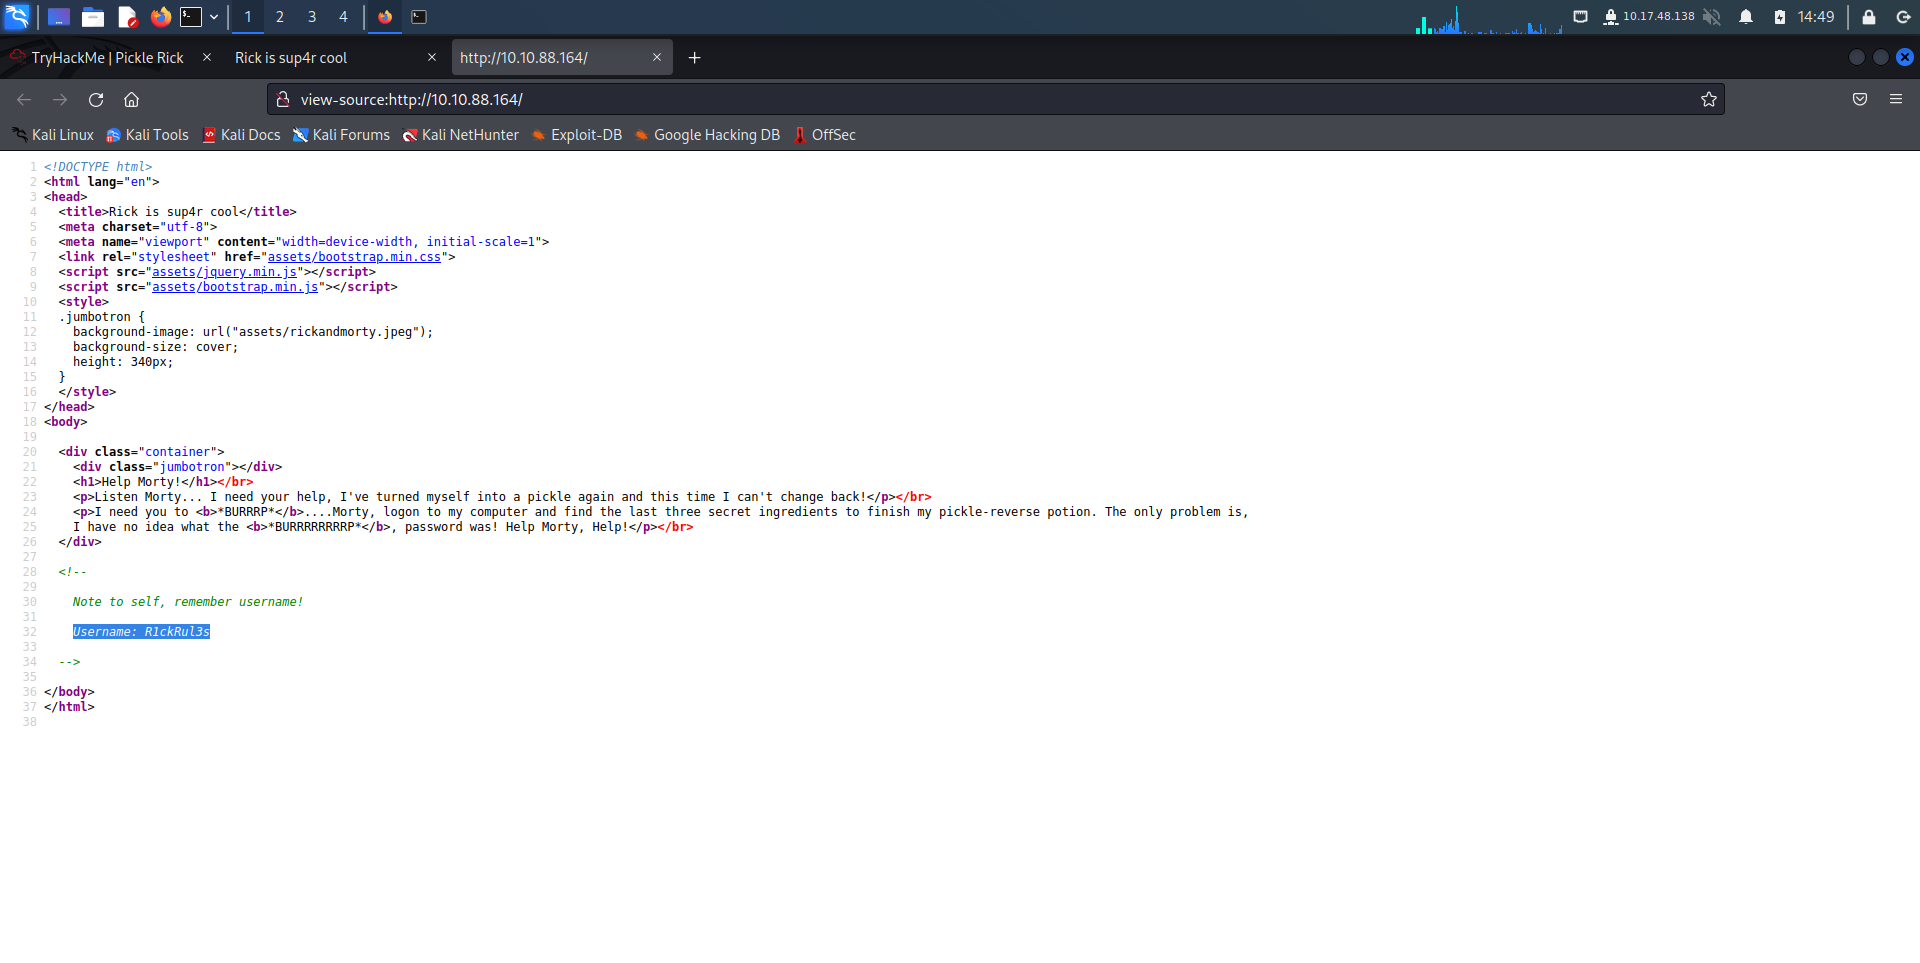 1 2 3 4 10.17.48.138 14:49
TryHackMe | Pickle Rick Rick is sup4r cool http://10.10.88.164/
view-source:http://10.10.88.164/
Kali Linux Kali Tools Kali Docs Kali Forums Kali NetHunter Exploit-DB Google Hacking DB OffSec
1 <!DOCTYPE html>
2 <html lang="en">
3 <head>
4 <title>Rick is sup4r cool</title>
5 <meta charset="utf-8">
6 <meta name="viewport" content="width=device-width, initial-scale=1">
7 <link rel="stylesheet" href="assets/bootstrap.min.css">
8 <script src="assets/jquery.min.js"></script>
9 <script src="assets/bootstrap.min.js"></script>
10 <style>
11 .jumbotron {
12 background-image: url("assets/rickandmorty.jpeg");
13 background-size: cover;
14 height: 340px;
15 }
16 </style>
17 </head>
18 <body>
19
20 <div class="container">
21 <div class="jumbotron"></div>
22 <h1>Help Morty!</h1></br>
23 <p>Listen Morty... I need your help, I've turned myself into a pickle again and this time I can't change back!</p></br>
24 <p>I need you to <b>*BURRRP*</b>....Morty, logon to my computer and find the last three secret ingredients to finish my pickle-reverse potion. The only problem is,
25 I have no idea what the <b>*BURRRRRRRRP*</b>, password was! Help Morty, Help!</p></br>
26 </div>
27
28 <!--
29
30 Note to self, remember username!
31
32 Username: R1ckRul3s
33
34 -->
35
36 </body>
37 </html>
38